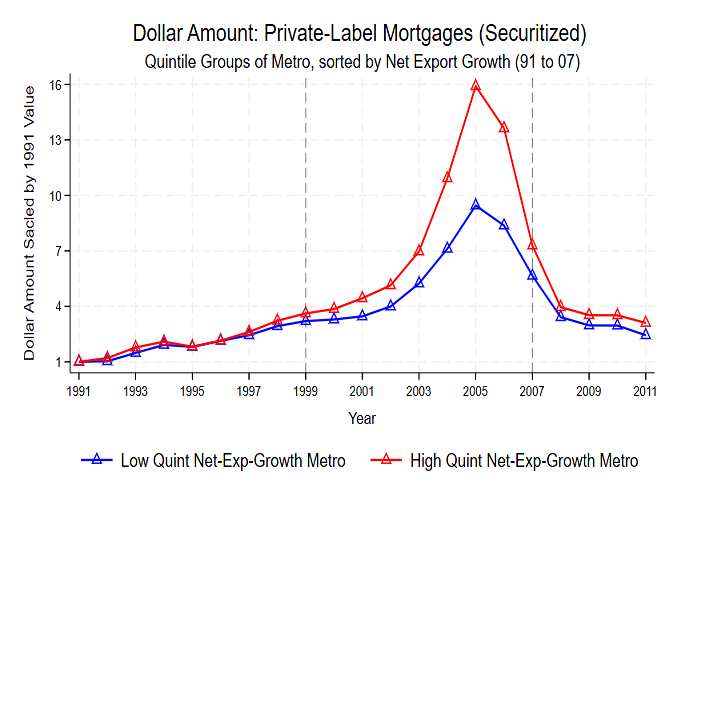 Dollar Amount: Private-Label Mortgages (Securitized)
Quintile Groups of Metro, sorted by Net Export Growth (91 to 07)
Dollar Amount Sacled by 1991 Value
16
13
10
7
4
1
1991 1993 1995 1997 1999 2001 2003 2005 2007 2009 2011
Year
Low Quint Net-Exp-Growth Metro High Quint Net-Exp-Growth Metro